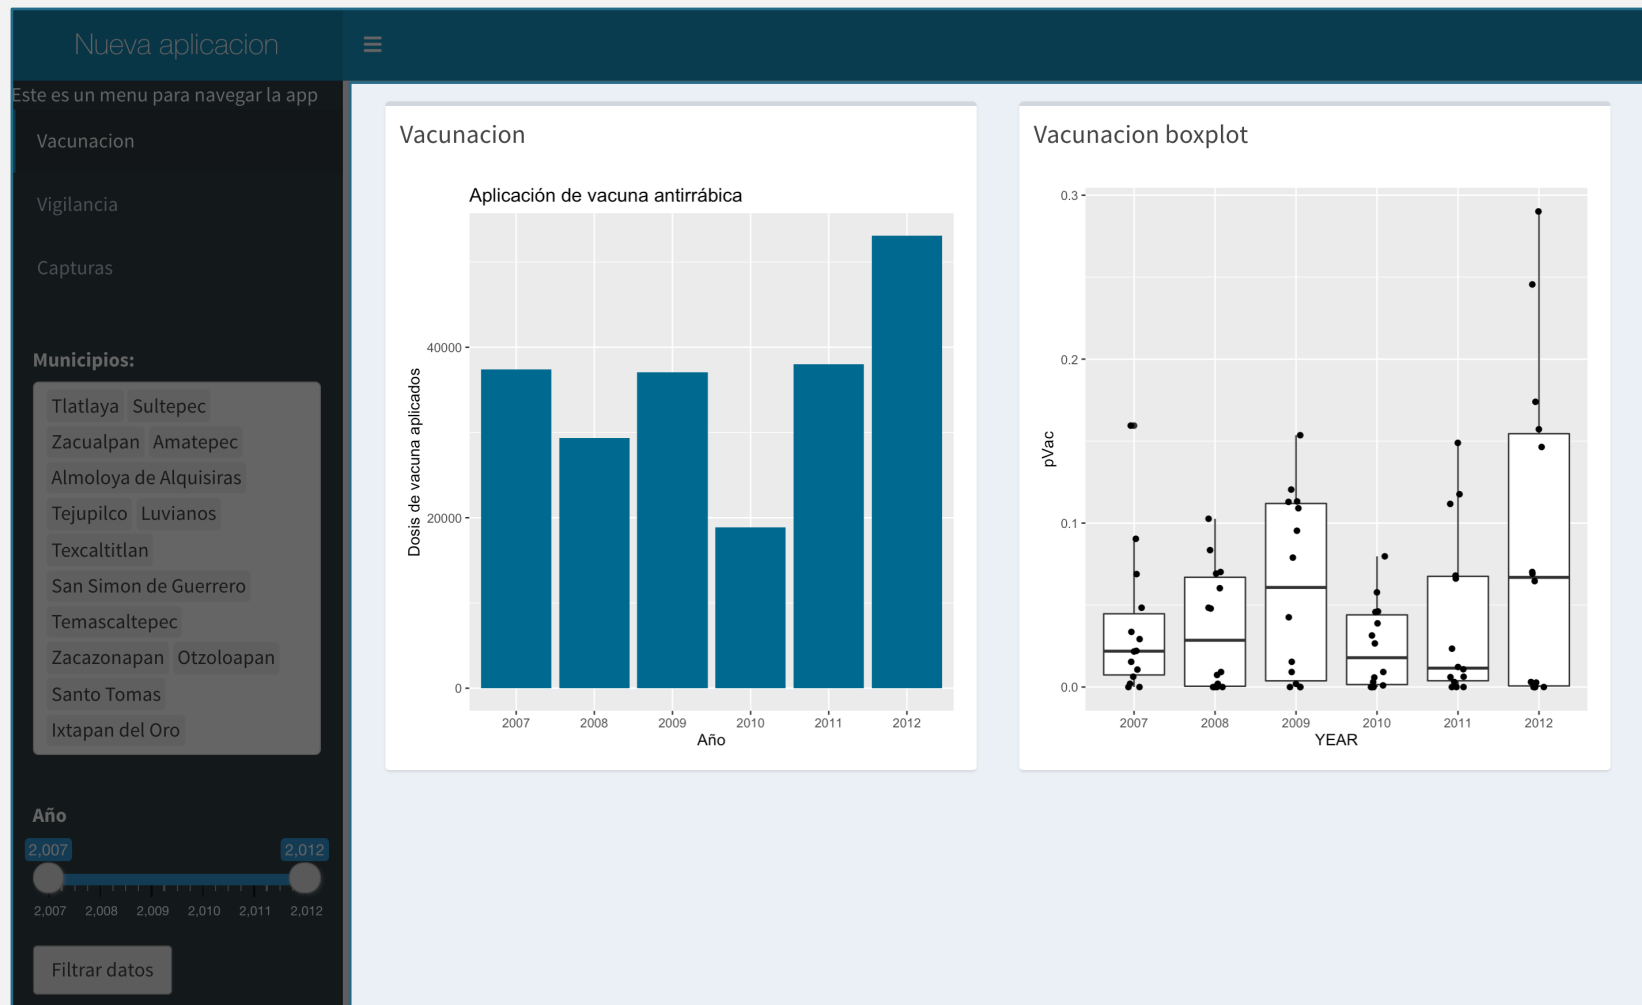 Nueva aplicacion
Este es un menu para navegar la app
Vacunacion
Vigilancia
Capturas
Municipios:
Tlatlaya Sultepec
Zacualpan Amatepec
Almoloya de Alquisiras
Tejupilco Luvianos
Texcaltitlan
San Simon de Guerrero
Temascaltepec
Zacazonapan Otzoloapan
Santo Tomas
Ixtapan del Oro
Año
2,007 2,012
2,007 2,008 2,009 2,010 2,011 2,012
Filtrar datos
Vacunacion
Aplicación de vacuna antirrábica
Dosis de vacuna aplicados
40000
20000
0
2007 2008 2009 2010 2011 2012
Año
Vacunacion boxplot
pVac
0.3
0.2
0.1
0.0
2007 2008 2009 2010 2011 2012
YEAR